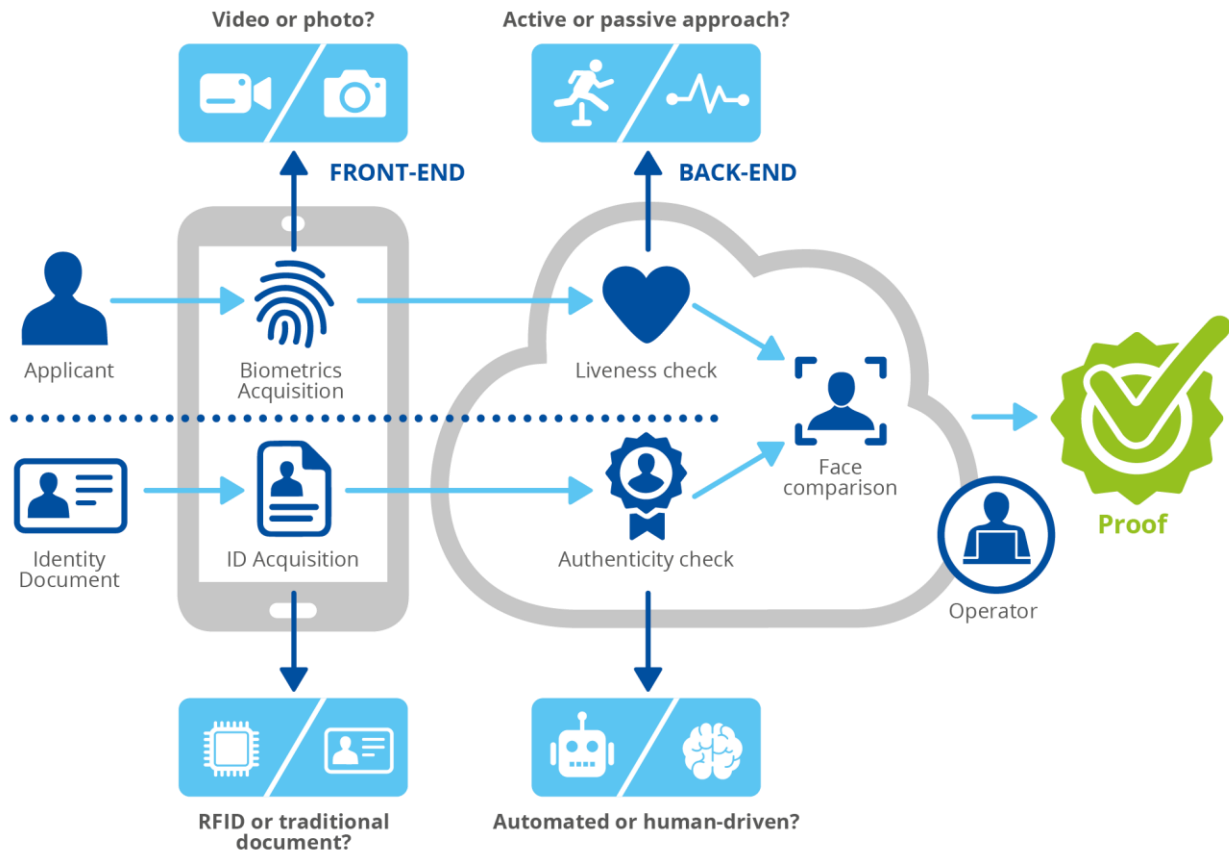 Video or photo?
Active or passive approach?
FRONT-END
BACK-END
Applicant
Biometrics
Acquisition
Liveness check
Face
comparison
Proof
Identity
Document
ID Acquisition
Authenticity check
Operator
RFID or traditional
document?
Automated or human-driven?